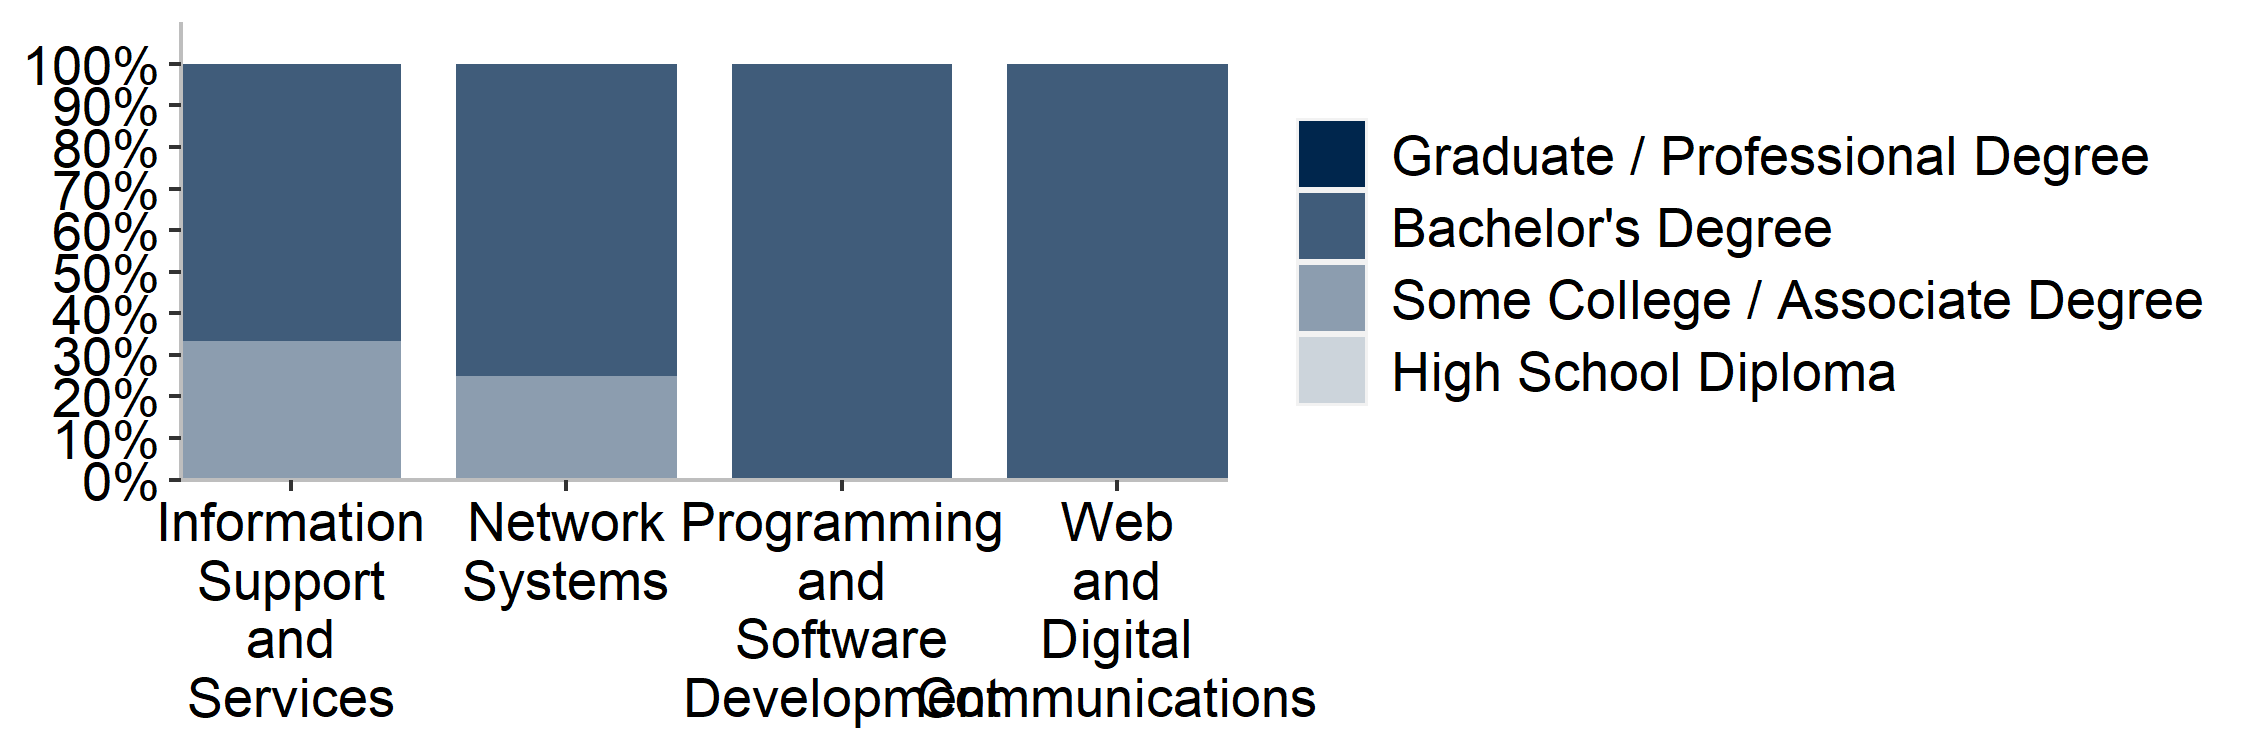 100%
90%
80%
70%
60%
50%
40%
30%
20%
10%
0%
Information
Support
and
Services
Network
Systems
Programming
and
Software
Development
Web
and
Digital
Communications
Graduate / Professional Degree
Bachelor's Degree
Some College / Associate Degree
High School Diploma